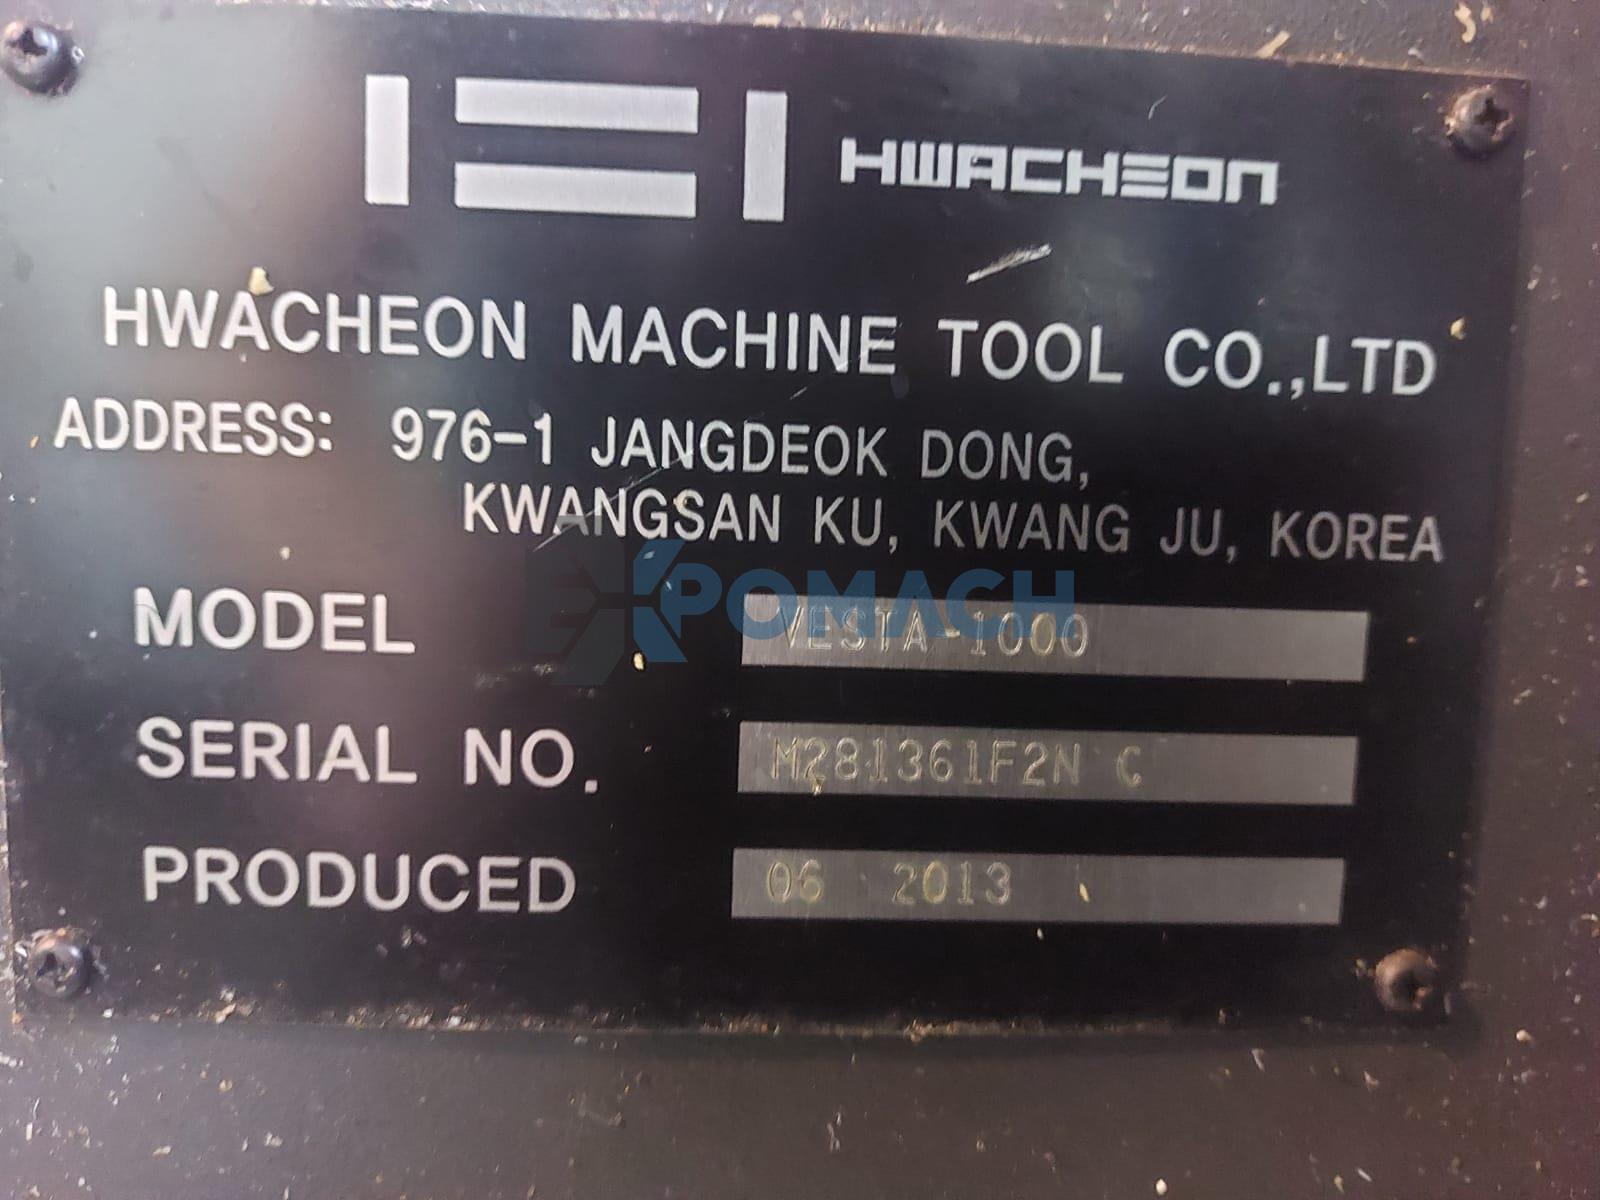 HWACHEON
HWACHEON MACHINE TOOL CO.,LTD
ADDRESS: 976-1 JANGDEOK DONG,
KWANGSAN KU, KWANG JU, KOREA
EXPOMACH
MODEL VESTA-1000
SERIAL NO. M281361F2N C
PRODUCED 06 2013